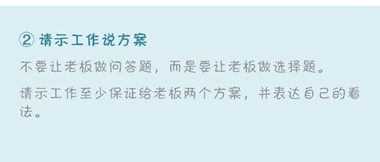 ② 请示工作说方案
不要让老板做问答题，而是要让老板做选择题。
请示工作至少保证给老板两个方案，并表达自己的看
法。